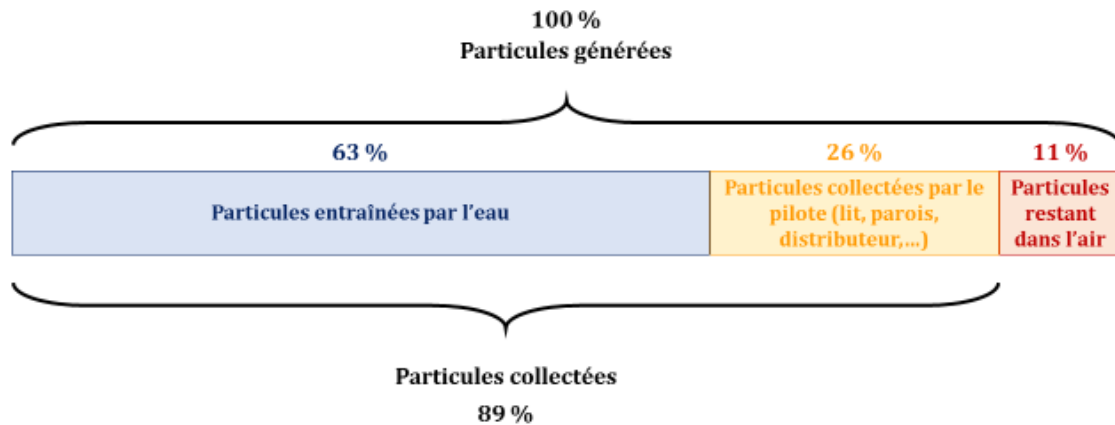 100 %
Particules générées
63 %
26 %
11 %
Particules entraînées par l'eau
Particules collectées par le
pilote (lit, parois,
distributeur,...)
Particules
restant
dans l'air
Particules collectées
89 %